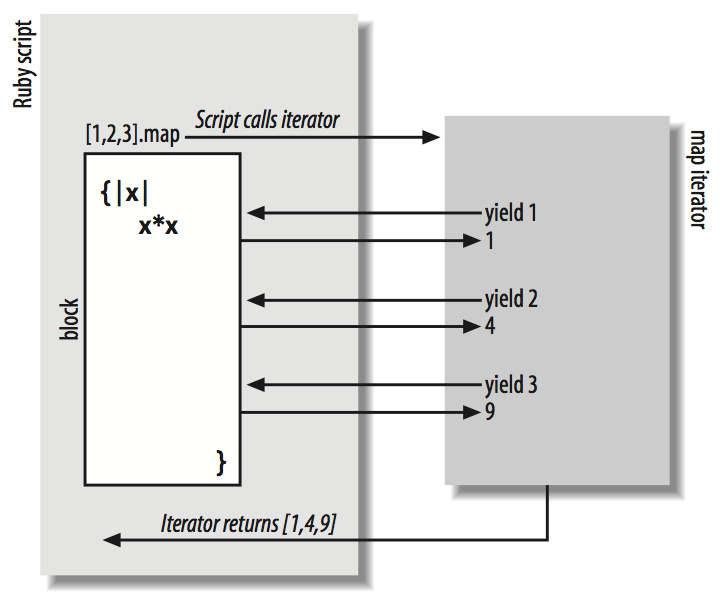 Ruby script
[1,2,3].map
Script calls iterator
map iterator
{|x|
x*x
block
yield 1
1
yield 2
4
yield 3
9
}
Iterator returns [1,4,9]